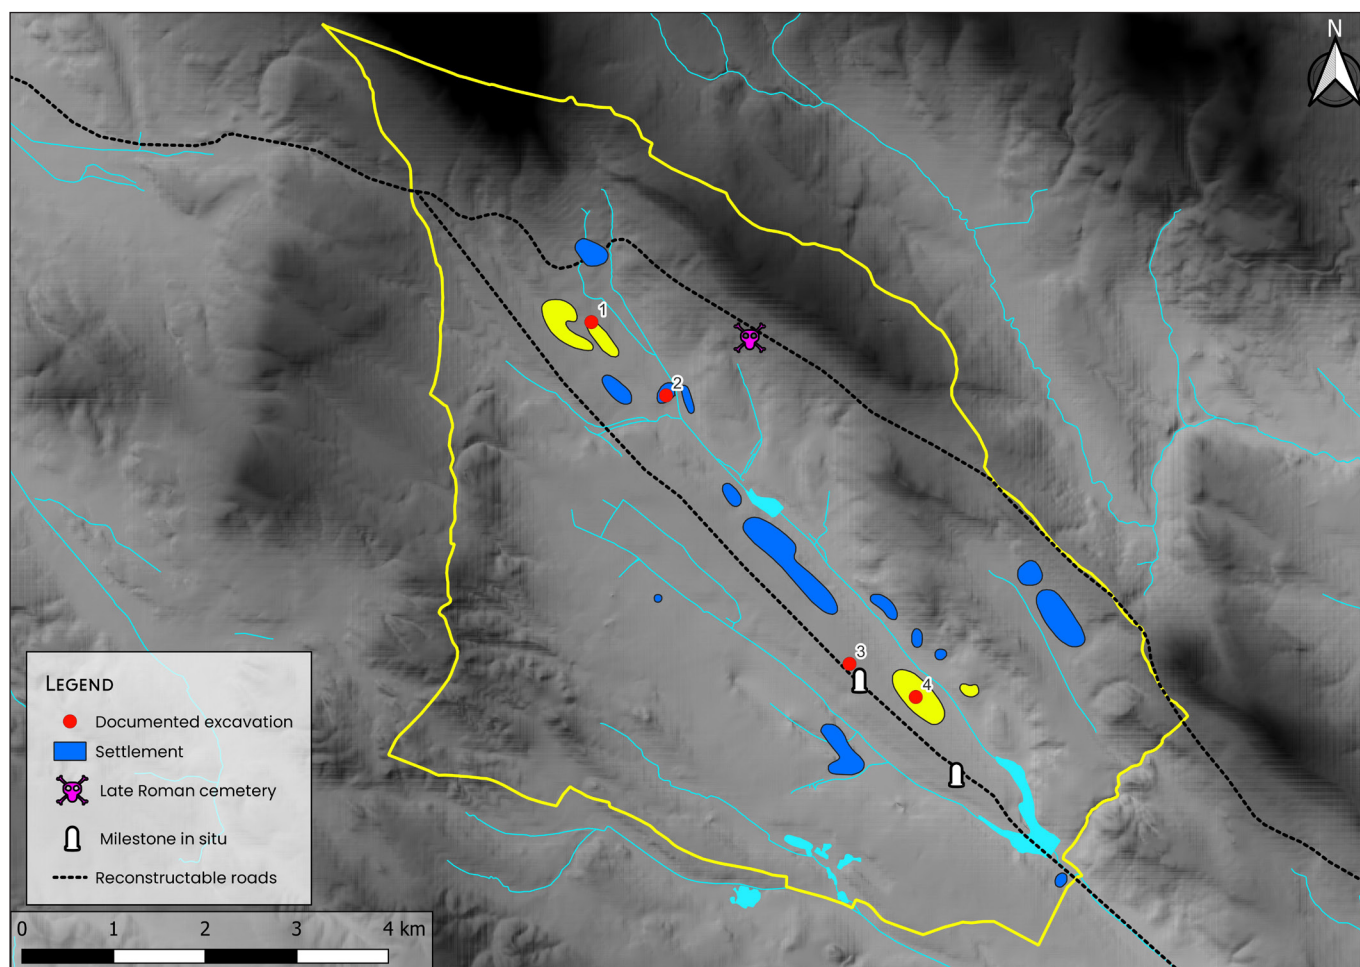 N
1
2
3
4
LEGEND
Documented excavation
Settlement
Late Roman cemetery
Milestone in situ
Reconstructable roads
0 1 2 3 4 km